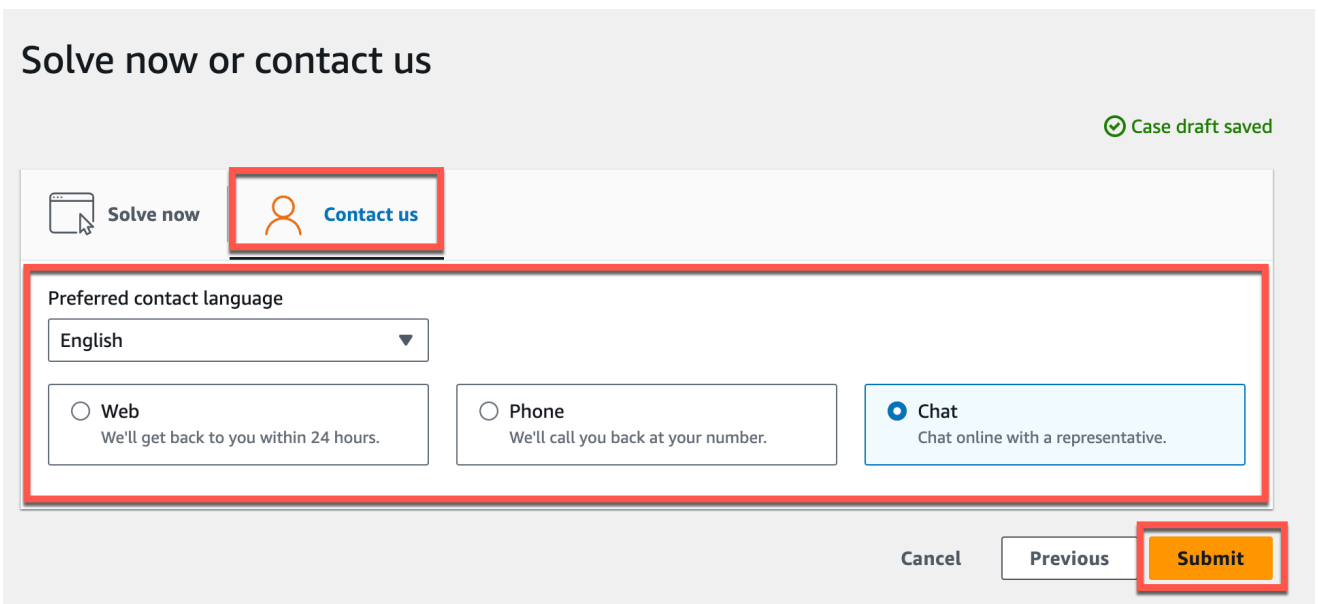 Solve now or contact us
Case draft saved
Solve now
Contact us
Preferred contact language
English
Web
We'll get back to you within 24 hours.
Phone
We'll call you back at your number.
Chat
Chat online with a representative.
Cancel
Previous
Submit